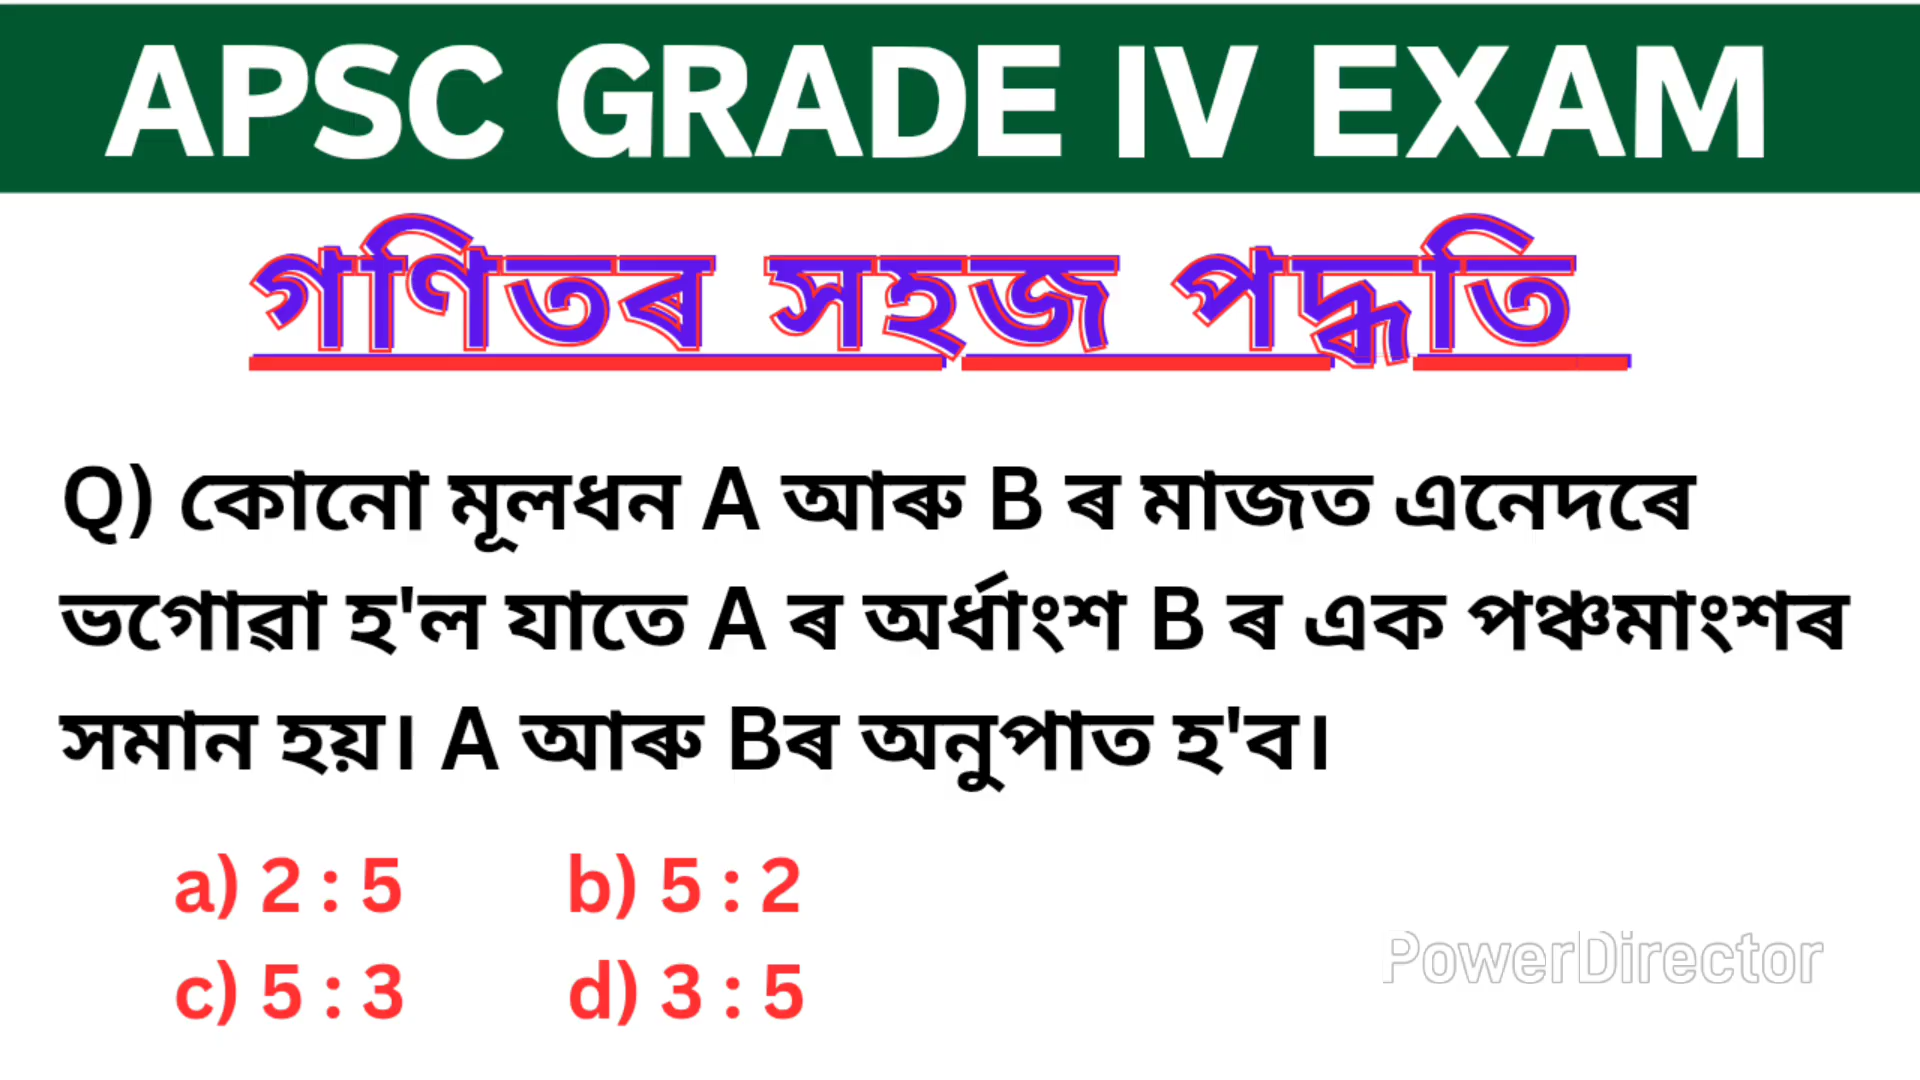 APSC GRADE IV EXAM
গণিতৰ সহজ পদ্ধতি
Q) কোনো মূলধন A আৰু B ৰ মাজত এনেদৰে
ভগোৱা হ'ল যাতে A ৰ অৰ্ধাংশ B ৰ এক পঞ্চমাংশৰ
সমান হয়। A আৰু Bৰ অনুপাত হ'ব।
a) 2 : 5 b) 5 : 2
c) 5 : 3 d) 3 : 5
PowerDirector